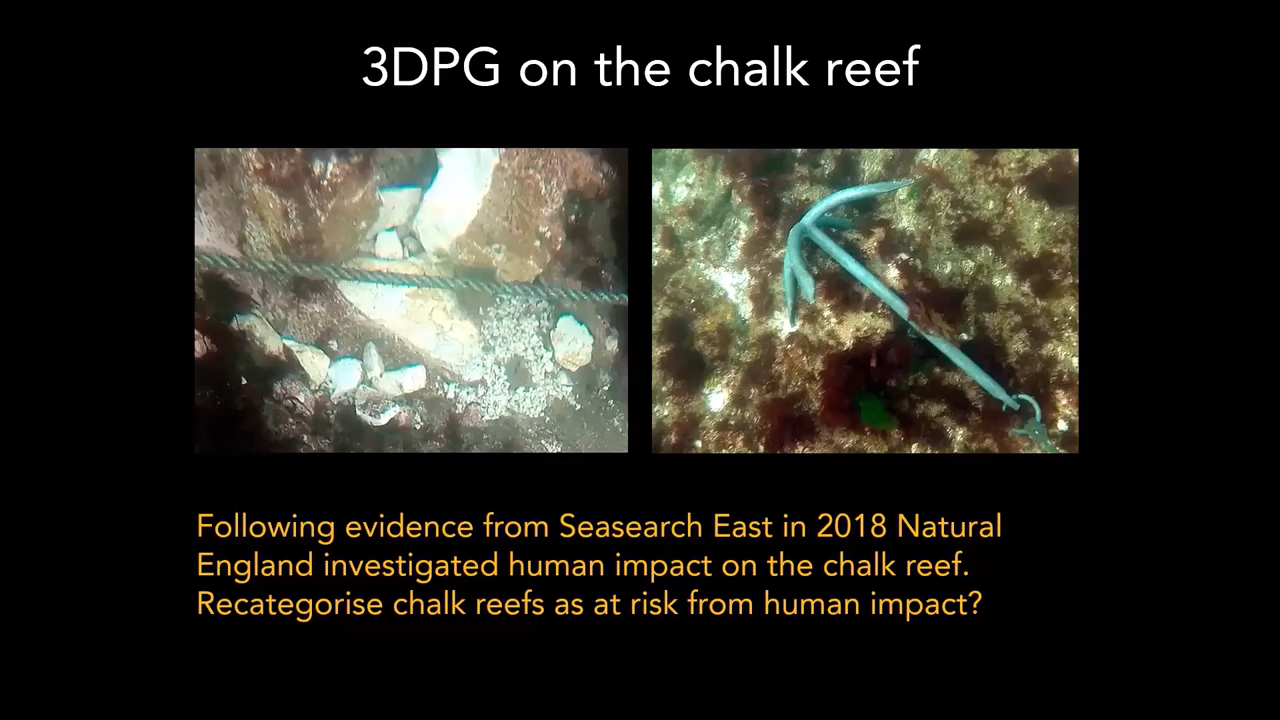 3DPG on the chalk reef
Following evidence from Seasearch East in 2018 Natural
England investigated human impact on the chalk reef.
Recategorise chalk reefs as at risk from human impact?